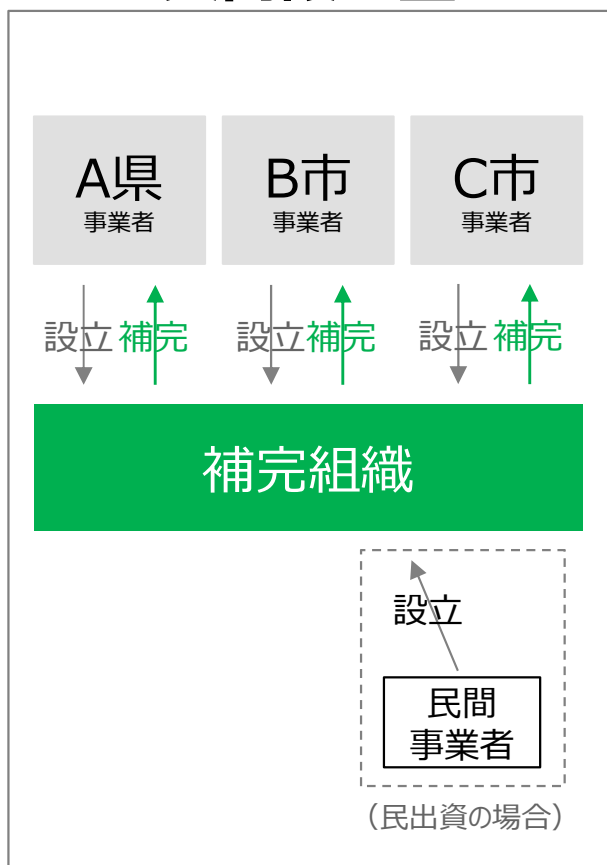 A県
事業者
B市
事業者
C市
事業者
設立 補完
設立 補完
設立 補完
補完組織
設立
民間
事業者
(民出資の場合)